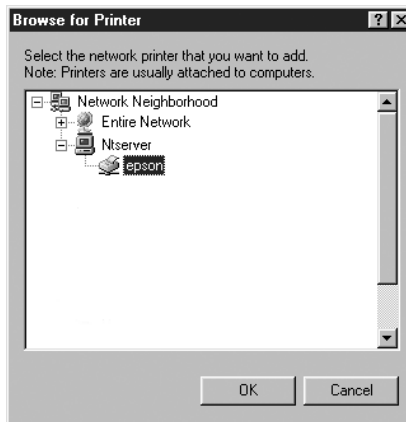 Browse for Printer
Select the network printer that you want to add.
Note: Printers are usually attached to computers.
Network Neighborhood
Entire Network
Ntserver
epson
OK
Cancel